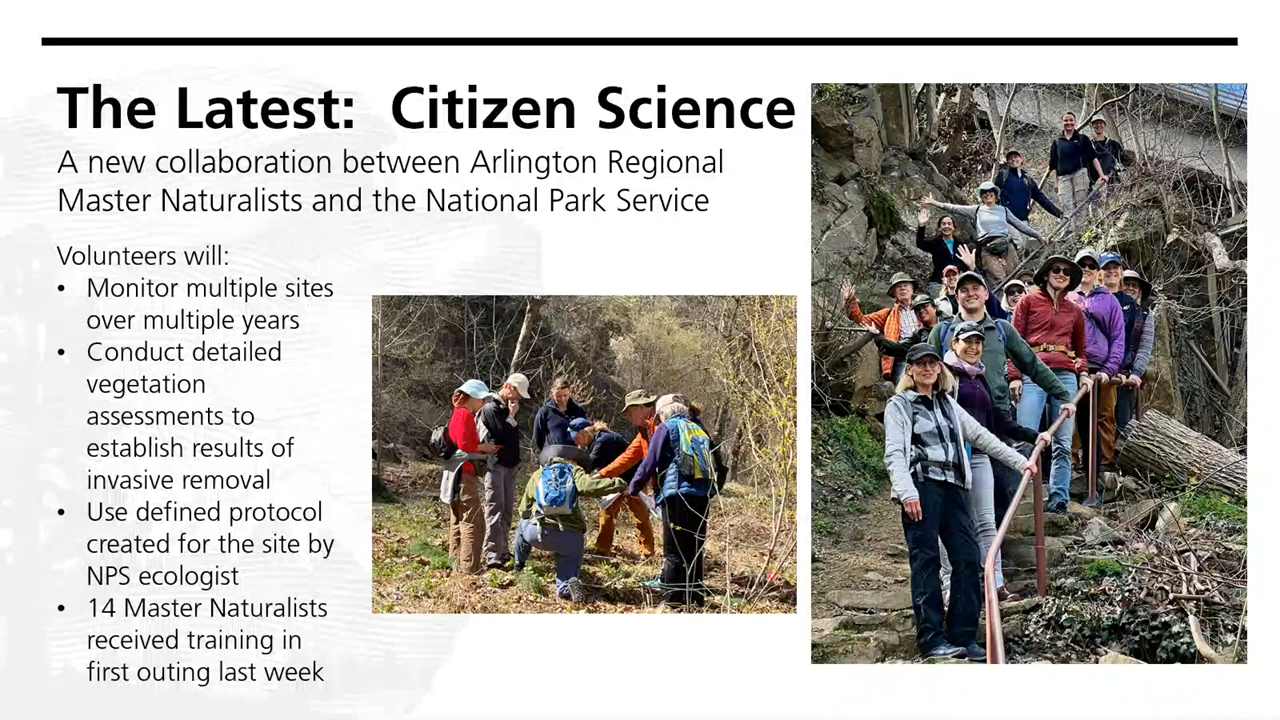 The Latest:  Citizen Science
A new collaboration between Arlington Regional
Master Naturalists and the National Park Service
Volunteers will:
• Monitor multiple sites
over multiple years
• Conduct detailed
vegetation
assessments to
establish results of
invasive removal
• Use defined protocol
created for the site by
NPS ecologist
• 14 Master Naturalists
received training in
first outing last week